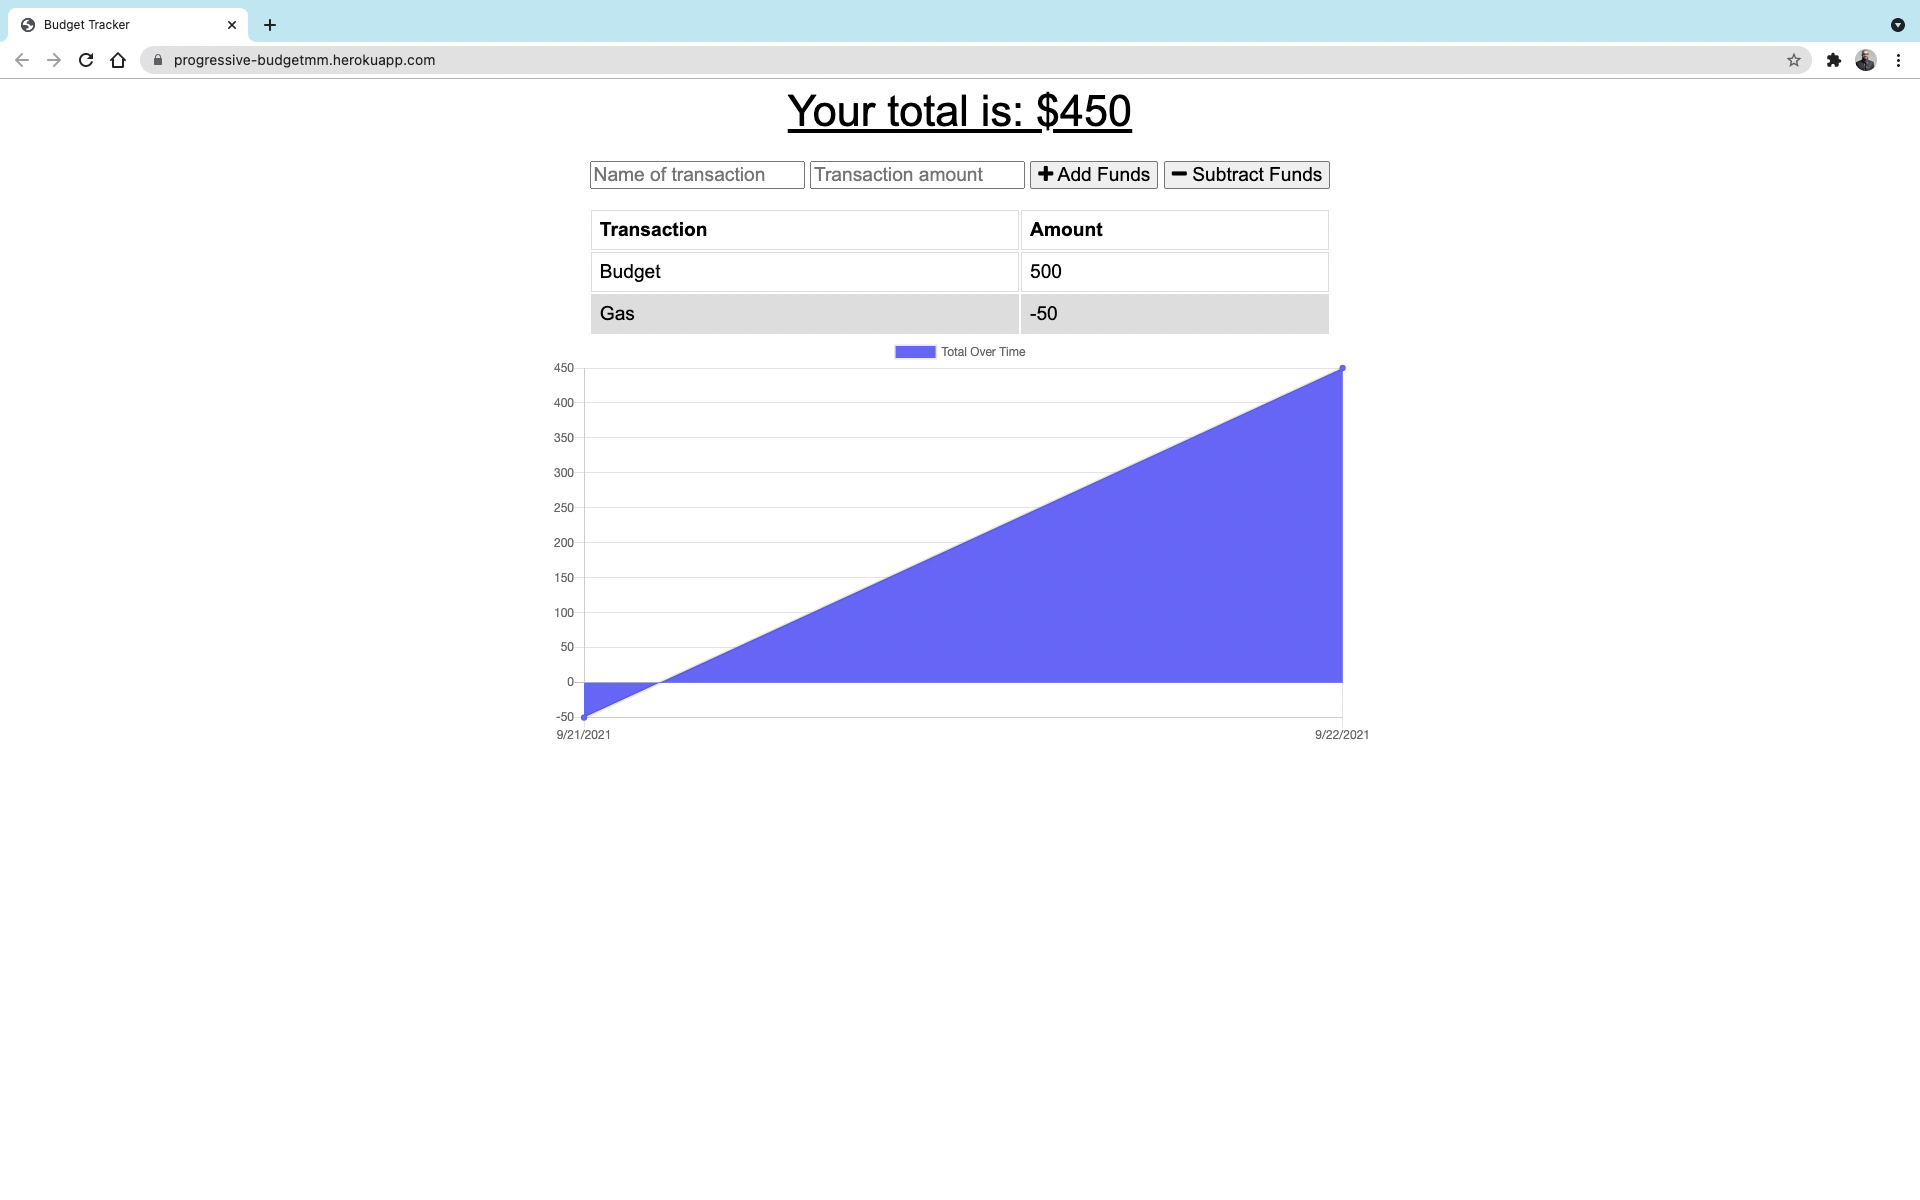 Budget Tracker
progressive-budgetmm.herokuapp.com
Your total is: $450
Name of transaction Transaction amount Add Funds Subtract Funds
Transaction Amount
Budget 500
Gas -50
Total Over Time
450
400
350
300
250
200
150
100
50
0
-50
9/21/2021 9/22/2021